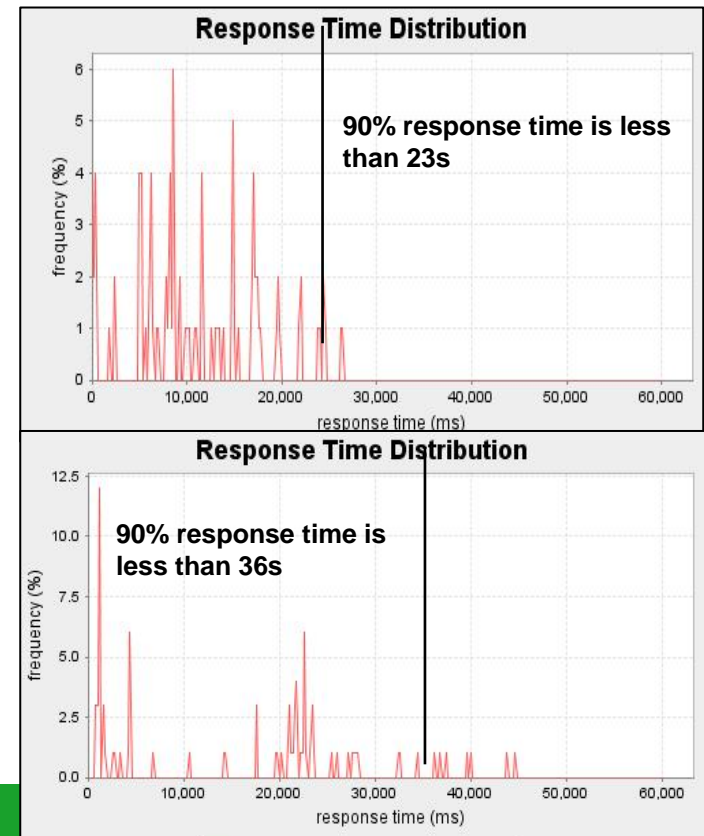 Response Time Distribution
6
90% response time is less
than 23s
5
4
3
2
1
0
frequency (%)
0 10,000 20,000 30,000 40,000 50,000 60,000
response time (ms)
Response Time Distribution
12.5
90% response time is
less than 36s
10.0
7.5
5.0
2.5
0.0
frequency (%)
0 10,000 20,000 30,000 40,000 50,000 60,000
response time (ms)